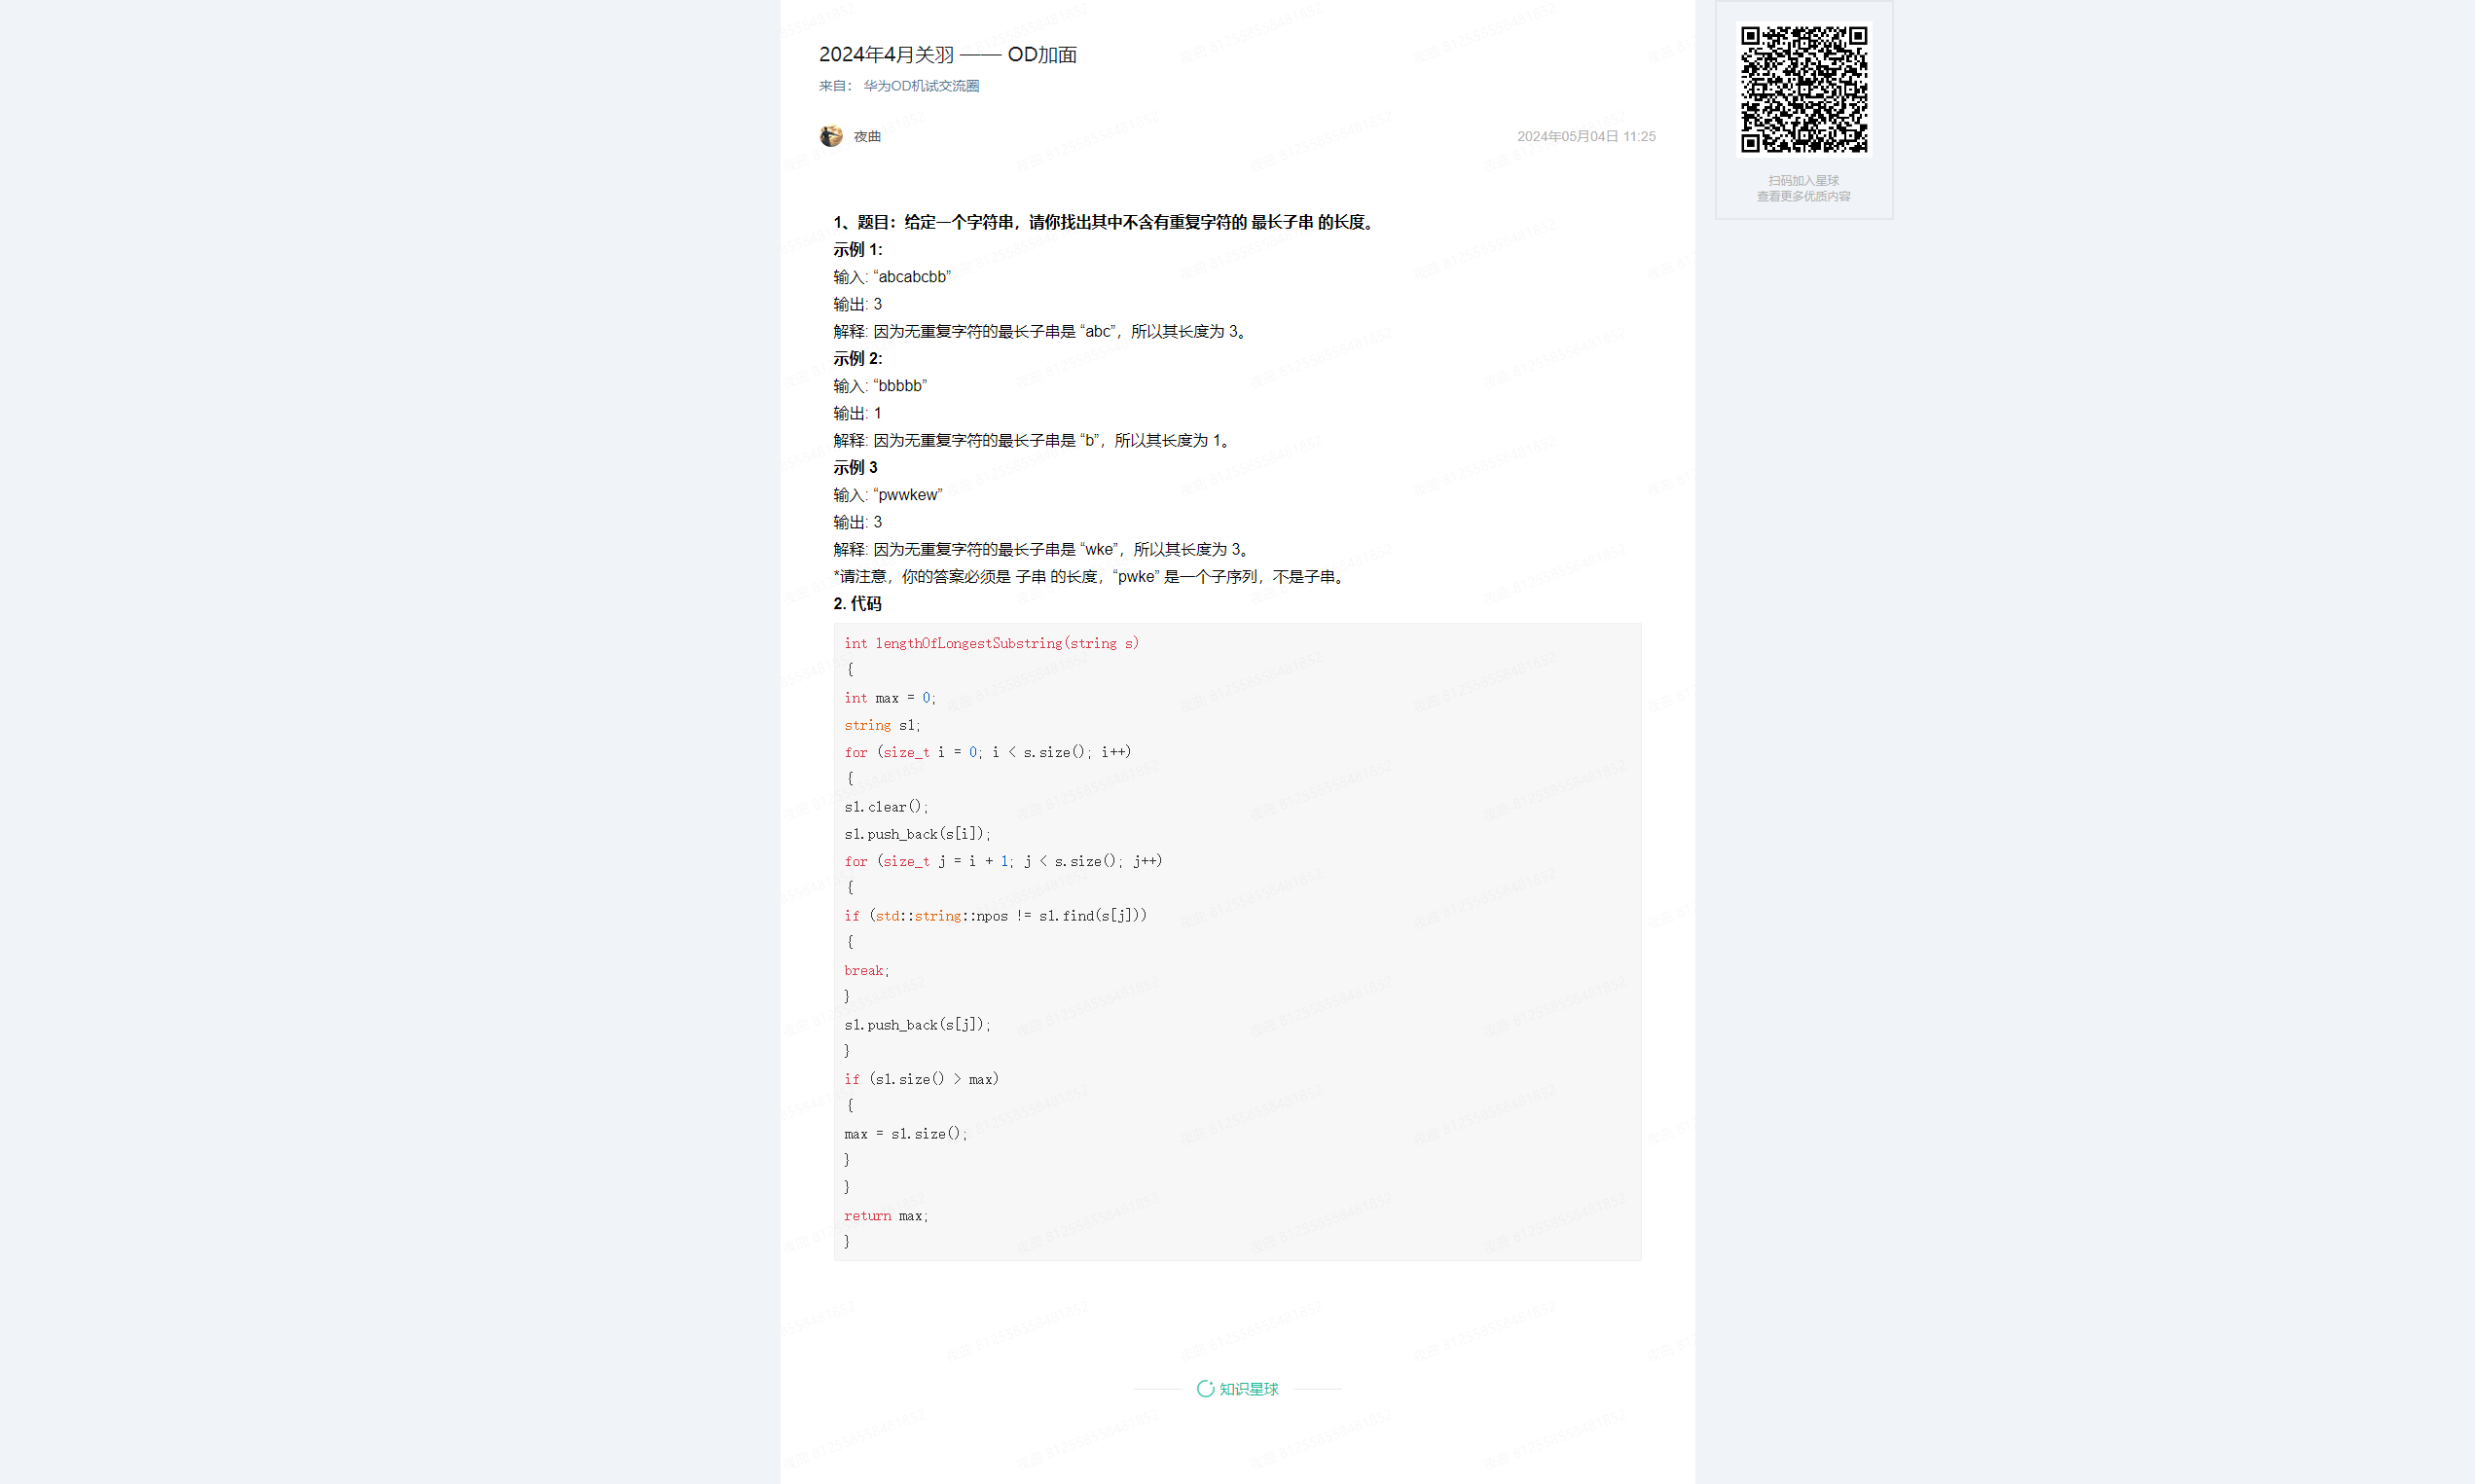 2024年4月关羽 —— OD加面
来自： 华为OD机试交流圈
夜曲
2024年05月04日 11:25
扫码加入星球
查看更多优质内容
1、题目：给定一个字符串，请你找出其中不含有重复字符的 最长子串 的长度。
示例 1:
输入: “abcabcbb”
输出: 3
解释: 因为无重复字符的最长子串是 “abc”，所以其长度为 3。
示例 2:
输入: “bbbbb”
输出: 1
解释: 因为无重复字符的最长子串是 “b”，所以其长度为 1。
示例 3
输入: “pwwkew”
输出: 3
解释: 因为无重复字符的最长子串是 “wke”，所以其长度为 3。
*请注意，你的答案必须是 子串 的长度，“pwke” 是一个子序列，不是子串。
2. 代码
int lengthOfLongestSubstring(string s)
{
int max = 0;
string s1;
for (size_t i = 0; i < s.size(); i++)
{
s1.clear();
s1.push_back(s[i]);
for (size_t j = i + 1; j < s.size(); j++)
{
if (std::string::npos != s1.find(s[j]))
{
break;
}
s1.push_back(s[j]);
}
if (s1.size() > max)
{
max = s1.size();
}
}
return max;
}
知识星球